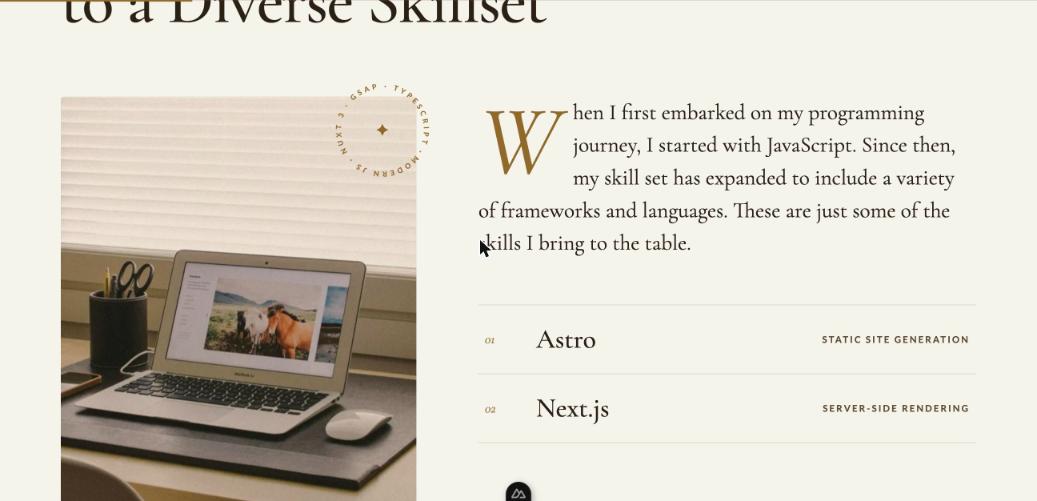 to a Diverse Skillset
GSAP · TYPESCRIPT · MODERN JS · NUXT 3 ·
When I first embarked on my programming
journey, I started with JavaScript. Since then,
my skill set has expanded to include a variety
of frameworks and languages. These are just some of the
skills I bring to the table.
01 Astro STATIC SITE GENERATION
02 Next.js SERVER-SIDE RENDERING